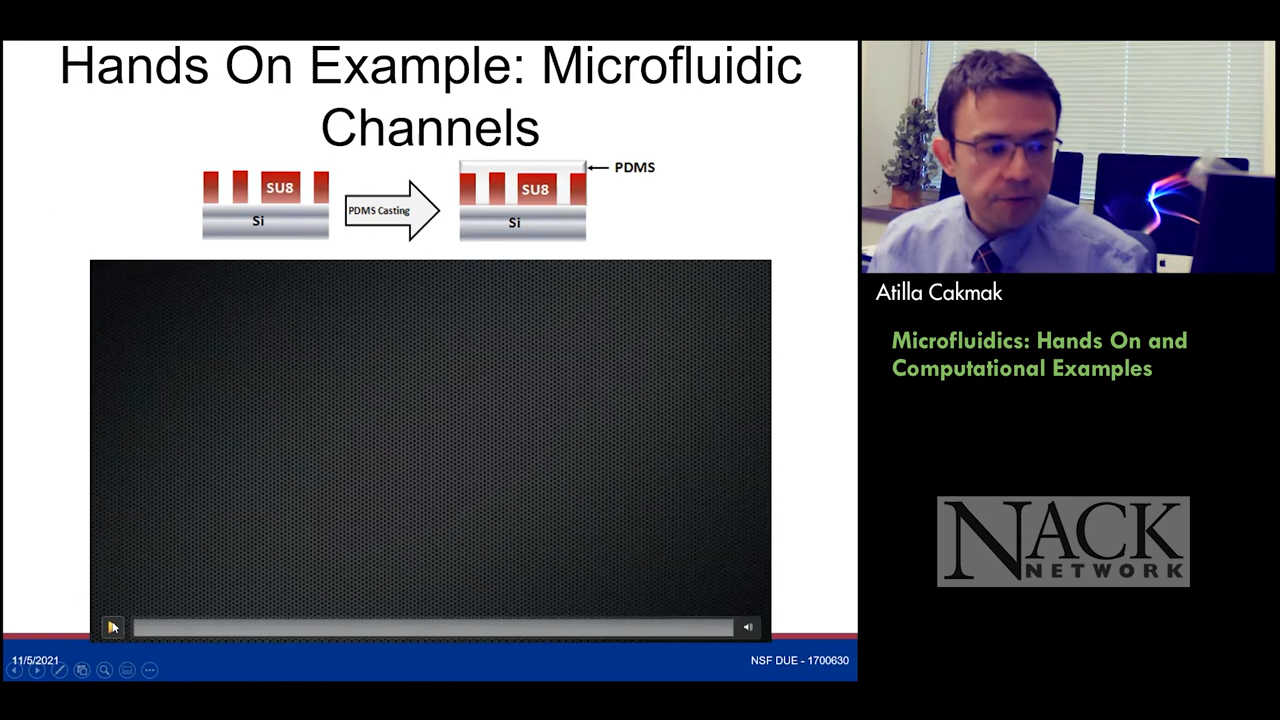 Hands On Example: Microfluidic
Channels
SU8
Si
PDMS Casting
SU8
Si
PDMS
11/5/2021
NSF DUE - 1700630
Atilla Cakmak
Microfluidics: Hands On and
Computational Examples
NACK
NETWORK